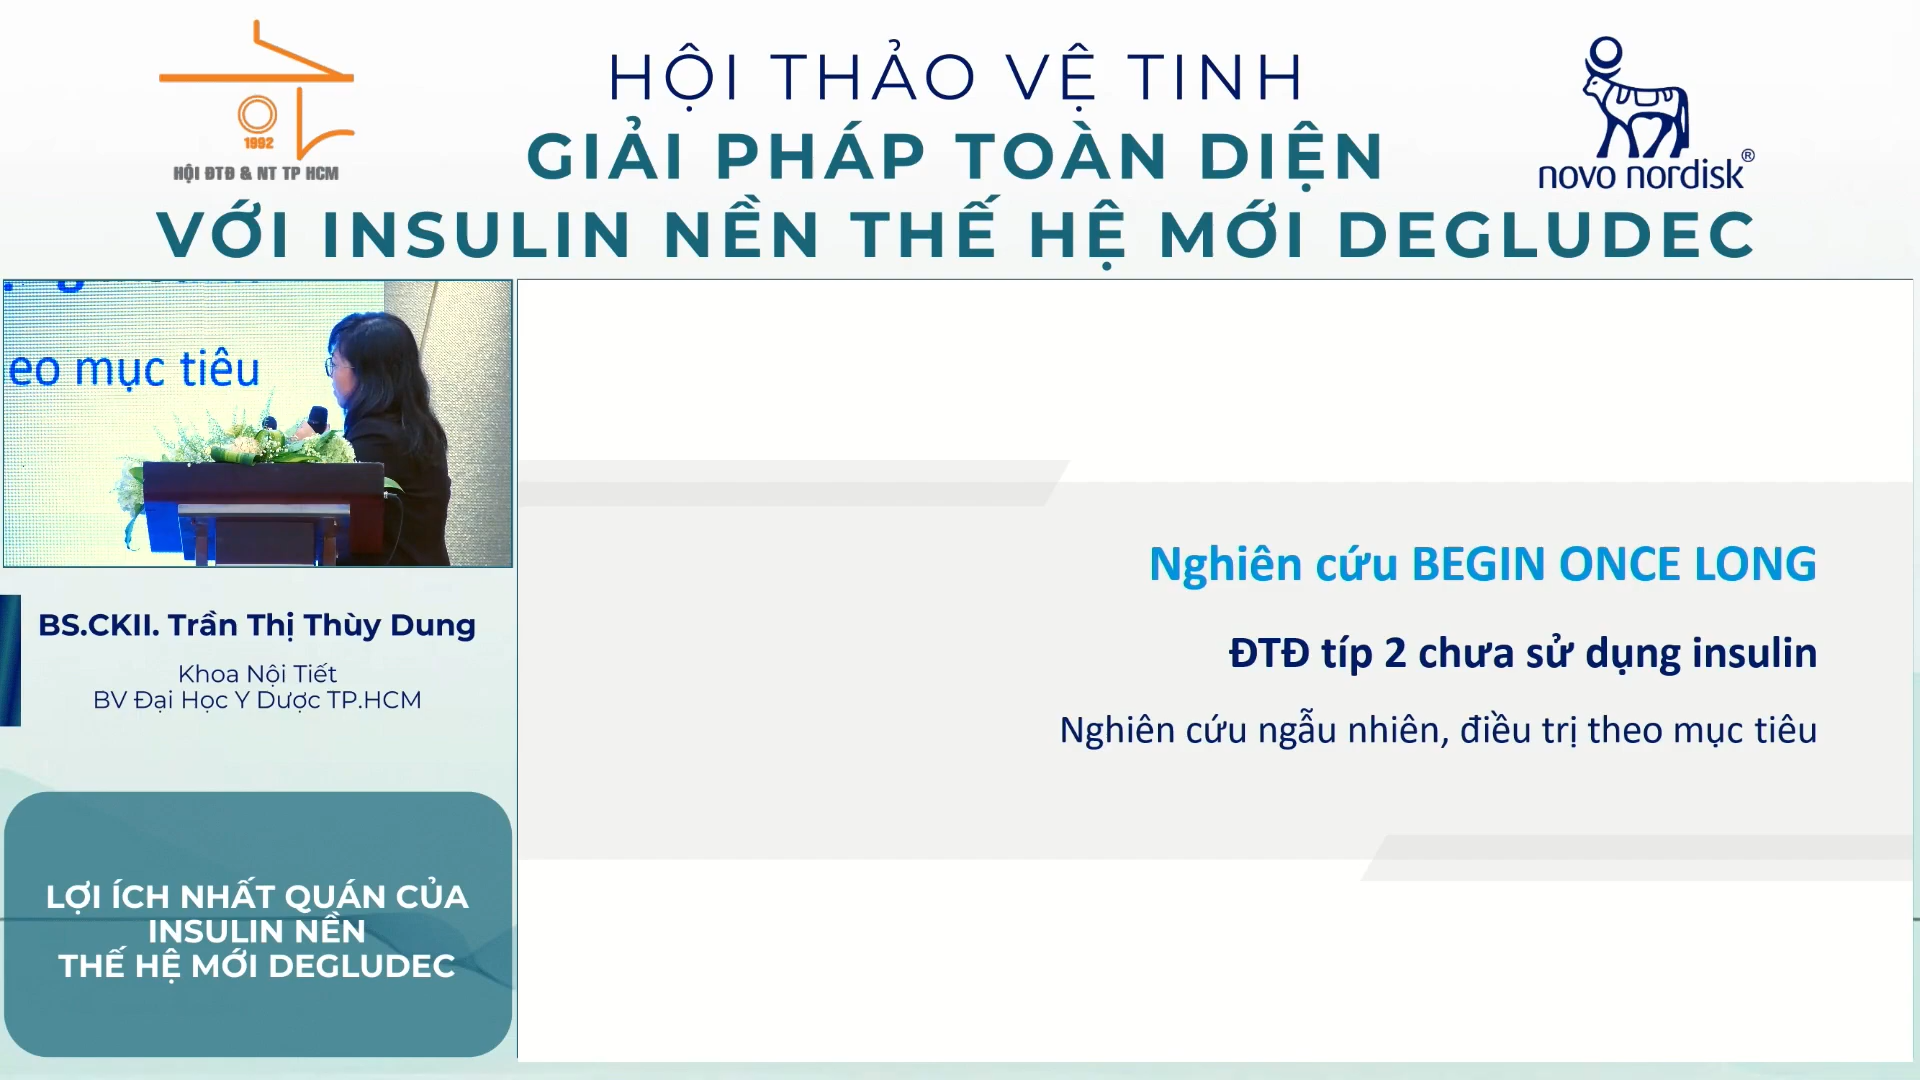 1992
HỘI ĐTĐ & NT TP HCM
HỘI THẢO VỆ TINH
GIẢI PHÁP TOÀN DIỆN
VỚI INSULIN NỀN THẾ HỆ MỚI DEGLUDEC
novo nordisk®
eo mục tiêu
BS.CKII. Trần Thị Thùy Dung
Khoa Nội Tiết
BV Đại Học Y Dược TP.HCM
LỢI ÍCH NHẤT QUÁN CỦA
INSULIN NỀN
THẾ HỆ MỚI DEGLUDEC
Nghiên cứu BEGIN ONCE LONG
ĐTĐ típ 2 chưa sử dụng insulin
Nghiên cứu ngẫu nhiên, điều trị theo mục tiêu